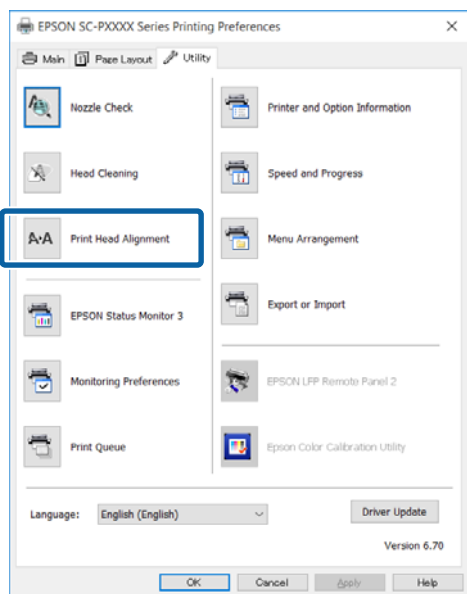 EPSON SC-PXXXX Series Printing Preferences
Main Page Layout Utility
Nozzle Check
Printer and Option Information
Head Cleaning
Speed and Progress
A•A Print Head Alignment
Menu Arrangement
EPSON Status Monitor 3
Export or Import
Monitoring Preferences
EPSON LFP Remote Panel 2
Print Queue
Epson Color Calibration Utility
Language: English (English)
Driver Update
Version 6.70
OK Cancel Apply Help